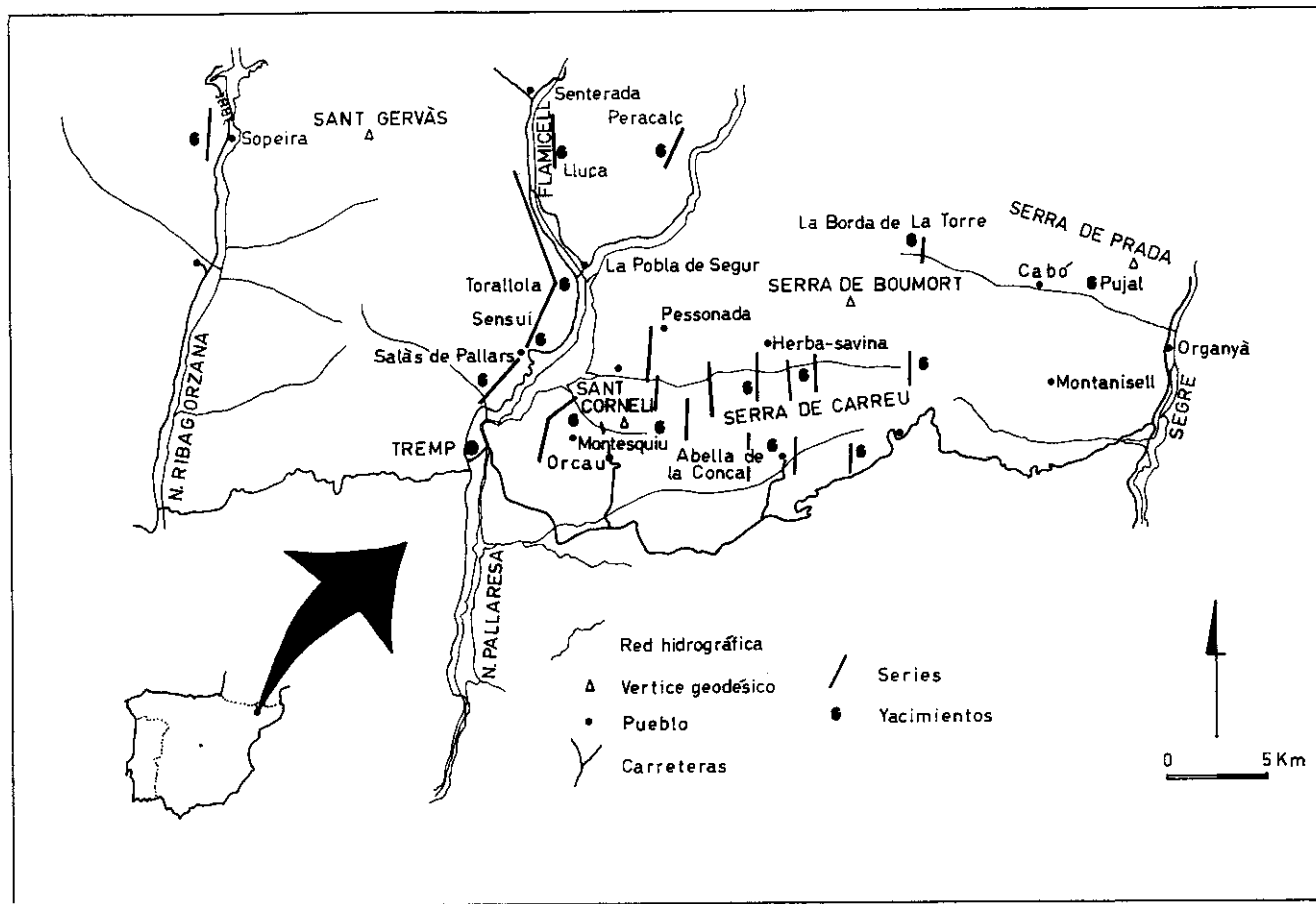 Senterada
SANT GERVÀS
Peracalç
Sopeira
FLAMICELL
Lluça
La Borda de La Torre
SERRA DE PRADA
La Pobla de Segur
Torallola
SERRA DE BOUMORT
Cabó
Pujal
Sensui
Pessonada
Salàs de Pallars
Herba-savina
Organyà
N. RIBAGORZANA
SANT
CORNELI
SERRA DE CARREU
Montanisell
SEGRE
TREMP
Montesquiu
Orcau
Abella de
la Conca
N. PALLARESA
Red hidrográfica
Vertice geodésico
Pueblo
Carreteras
Series
Yacimientos
0 5 Km